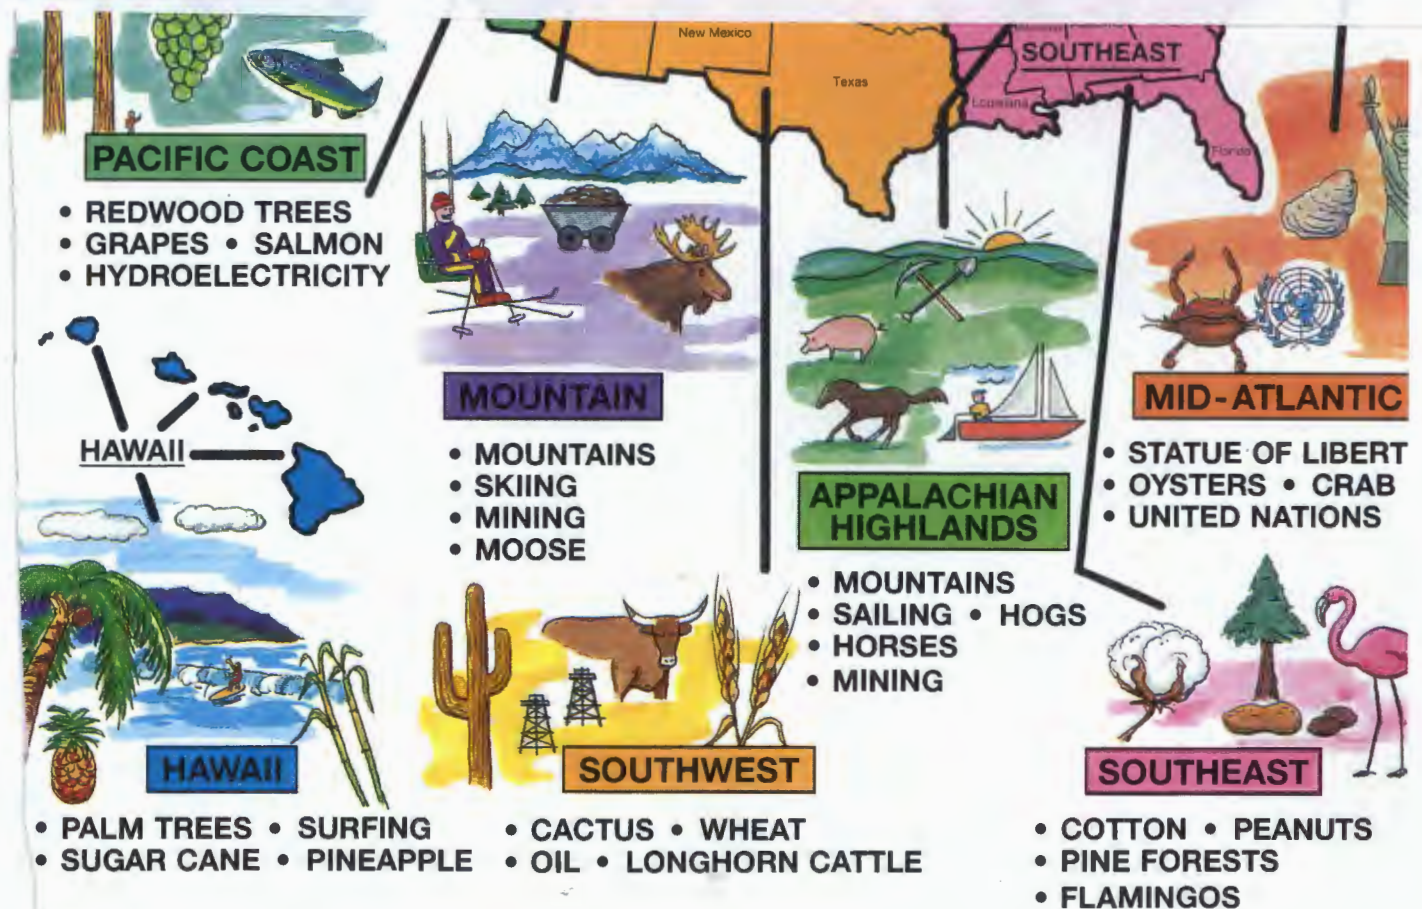 New Mexico
Texas
SOUTHEAST
Louisiana
Florida
PACIFIC COAST
• REDWOOD TREES
• GRAPES • SALMON
• HYDROELECTRICITY
HAWAII
HAWAII
• PALM TREES • SURFING
• SUGAR CANE • PINEAPPLE
MOUNTAIN
• MOUNTAINS
• SKIING
• MINING
• MOOSE
SOUTHWEST
• CACTUS • WHEAT
• OIL • LONGHORN CATTLE
APPALACHIAN
HIGHLANDS
• MOUNTAINS
• SAILING • HOGS
• HORSES
• MINING
MID-ATLANTIC
• STATUE OF LIBERT
• OYSTERS • CRAB
• UNITED NATIONS
SOUTHEAST
• COTTON • PEANUTS
• PINE FORESTS
• FLAMINGOS